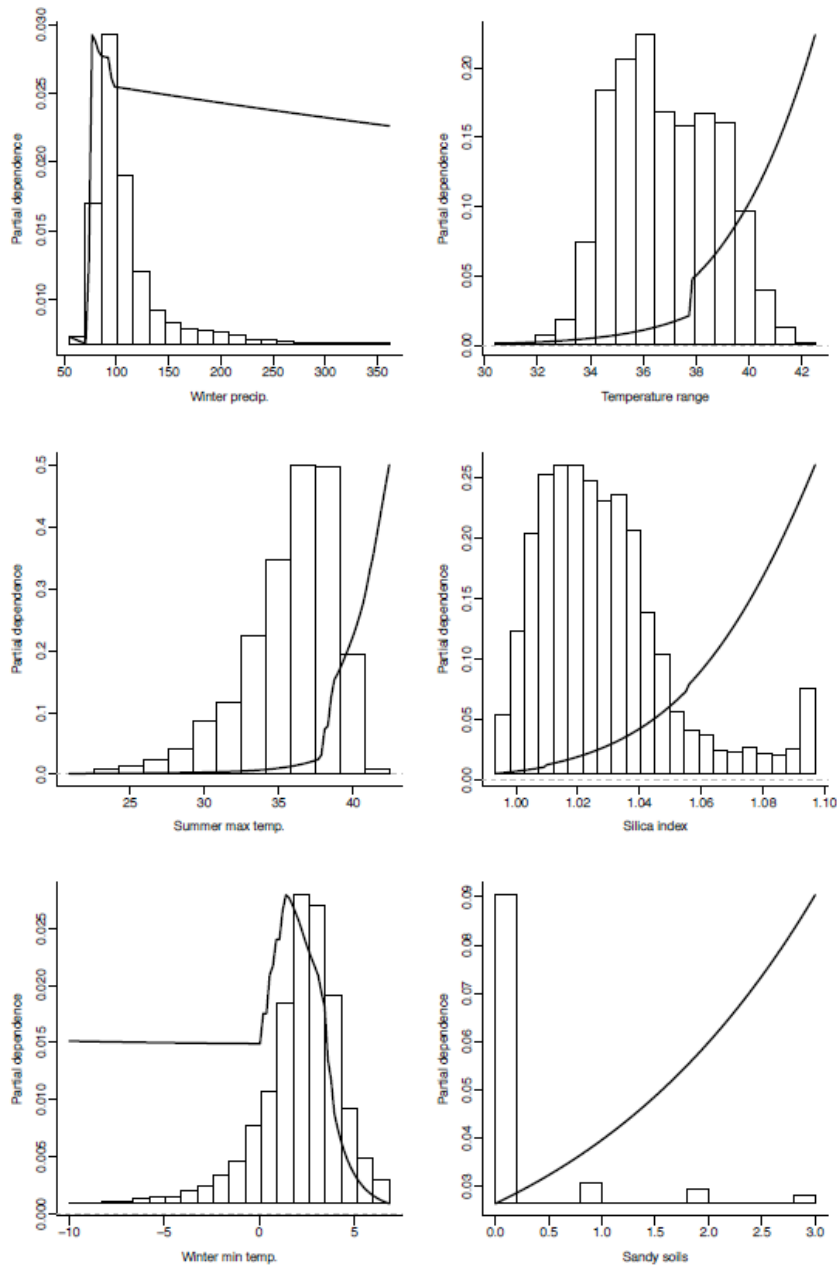 0.030
0.025
0.020
0.015
0.010
Partial dependence
50 100 150 200 250 300 350
Winter precip.
0.20
0.15
0.10
0.05
0.00
Partial dependence
30 32 34 36 38 40 42
Temperature range
0.5
0.4
0.3
0.2
0.1
0.0
Partial dependence
25 30 35 40
Summer max temp.
0.25
0.20
0.15
0.10
0.05
0.00
Partial dependence
1.00 1.02 1.04 1.06 1.08 1.10
Silica index
0.025
0.020
0.015
0.010
0.005
0.000
Partial dependence
−10 −5 0 5
Winter min temp.
0.09
0.08
0.07
0.06
0.05
0.04
0.03
Partial dependence
0.0 0.5 1.0 1.5 2.0 2.5 3.0
Sandy soils